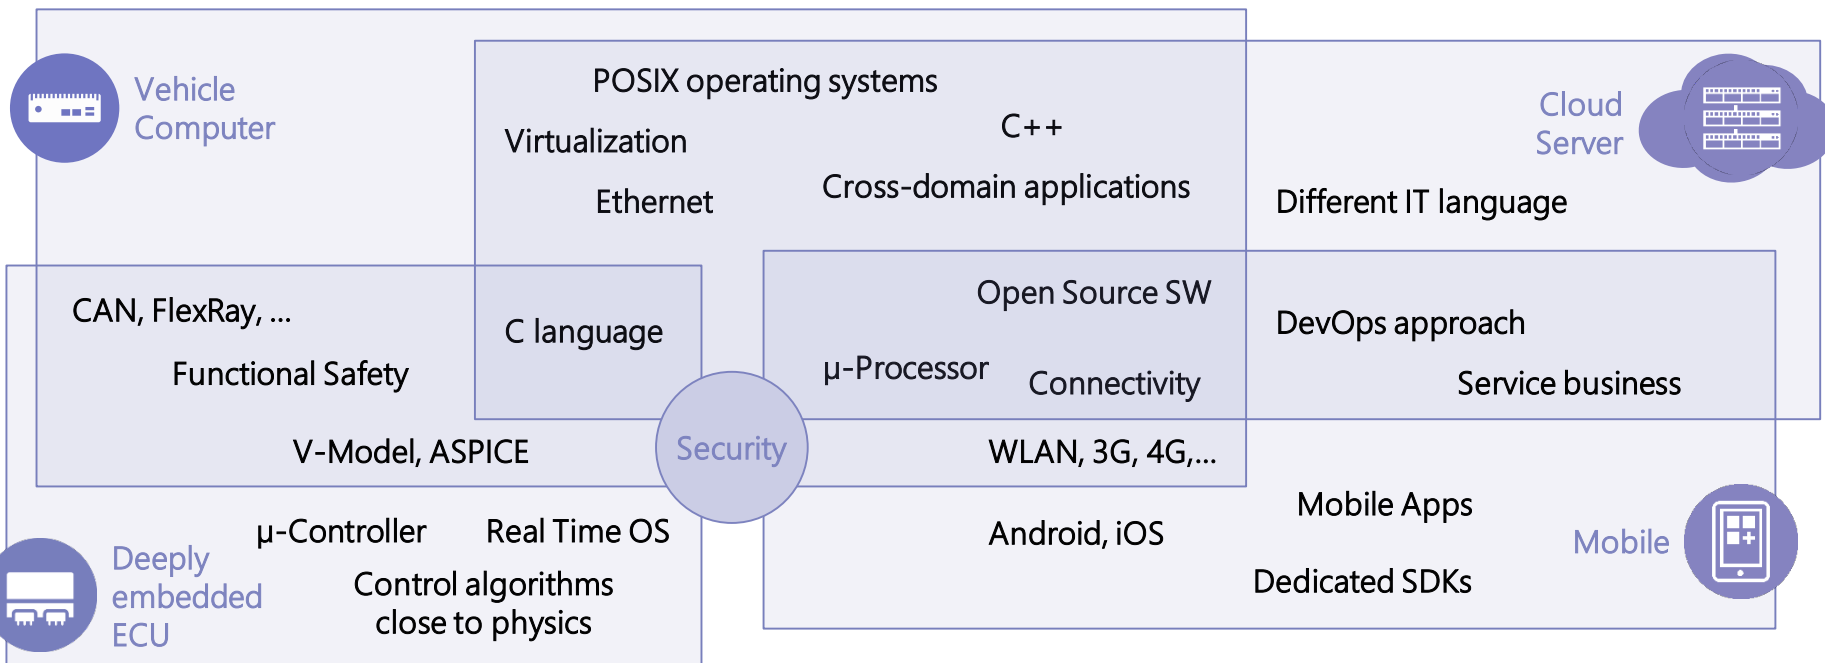 Vehicle
Computer
POSIX operating systems
Virtualization
C++
Ethernet
Cross-domain applications
Cloud
Server
Different IT language
CAN, FlexRay, ...
Functional Safety
C language
Open Source SW
µ-Processor
Connectivity
DevOps approach
Service business
V-Model, ASPICE
Security
WLAN, 3G, 4G,...
µ-Controller
Real Time OS
Android, iOS
Mobile Apps
Mobile
Deeply
embedded
ECU
Control algorithms
close to physics
Dedicated SDKs